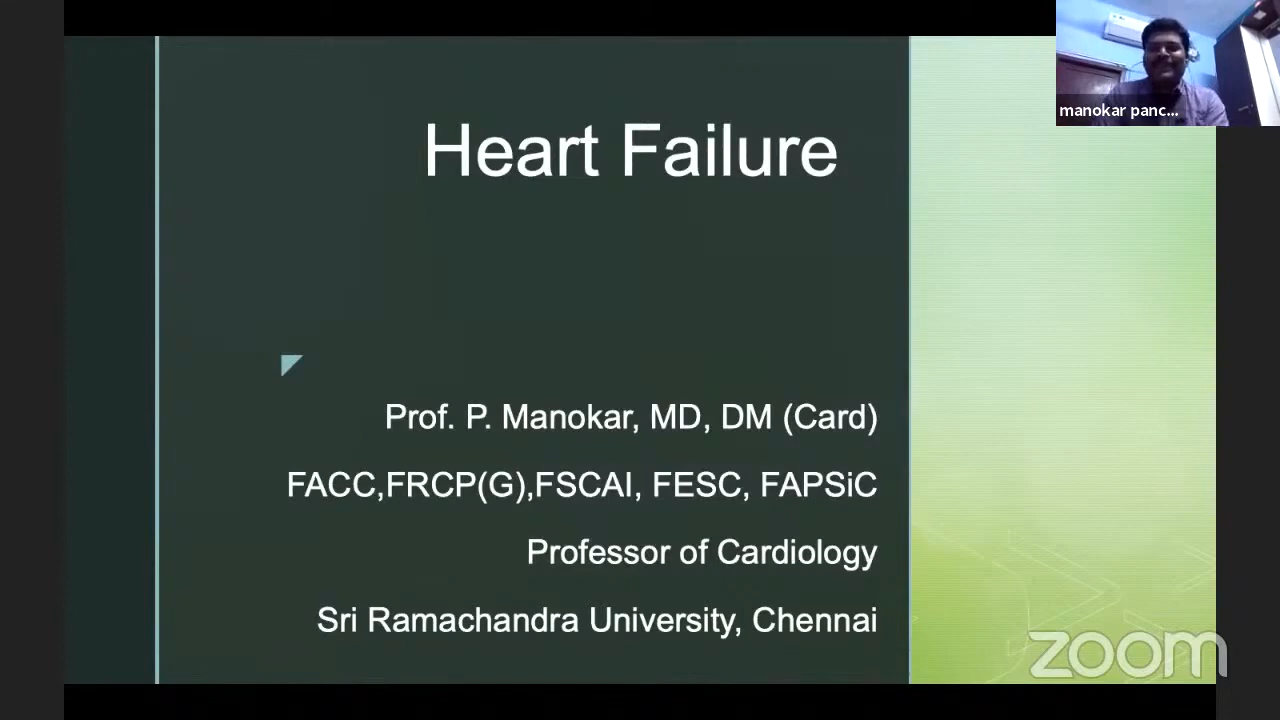 manokar panc...
Heart Failure
Prof. P. Manokar, MD, DM (Card)
FACC,FRCP(G),FSCAI, FESC, FAPSiC
Professor of Cardiology
Sri Ramachandra University, Chennai
zoom